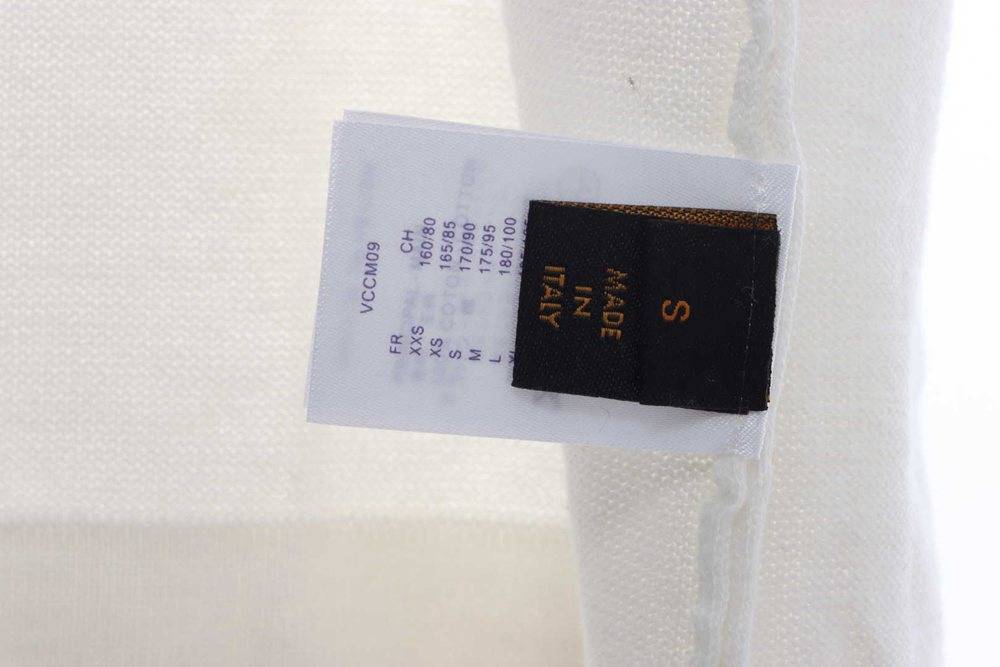 VCCM09
FR CH
XXS 160/80
XS 165/85
S 170/90
M 175/95
L 180/100
S
MADE
IN
ITALY